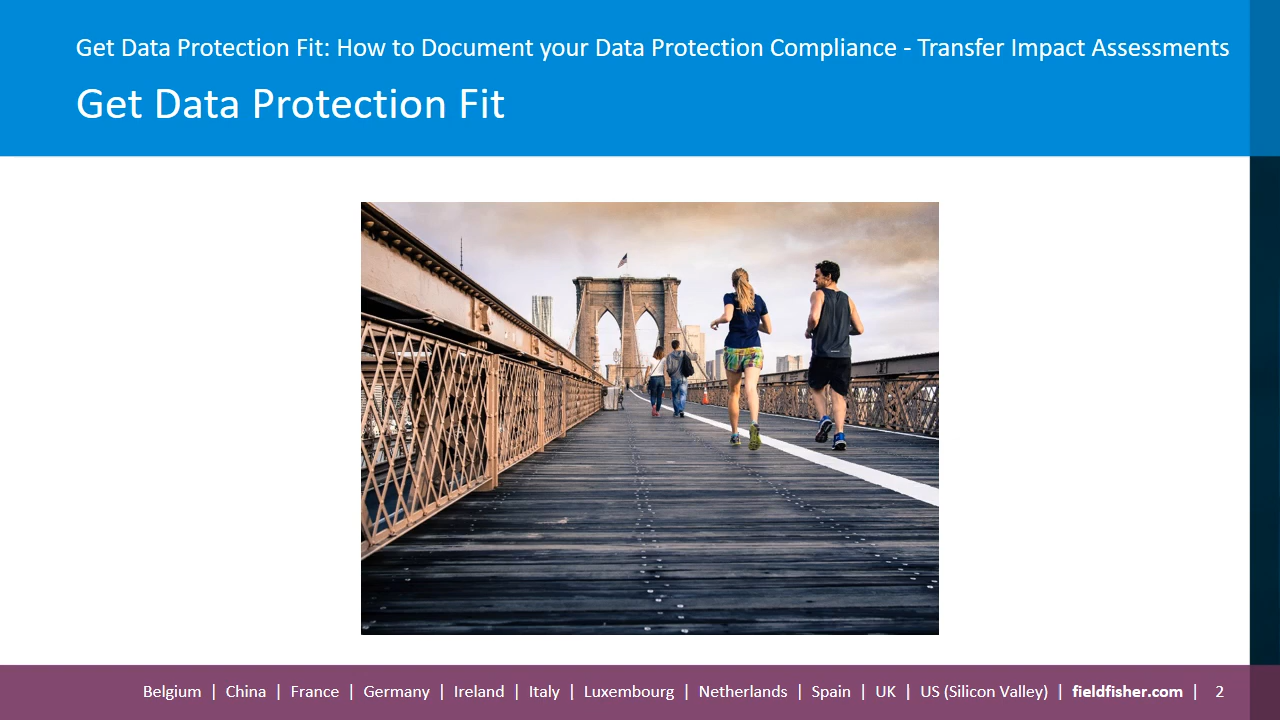 Get Data Protection Fit: How to Document your Data Protection Compliance - Transfer Impact Assessments
Get Data Protection Fit
Belgium | China | France | Germany | Ireland | Italy | Luxembourg | Netherlands | Spain | UK | US (Silicon Valley) | fieldfisher.com | 2